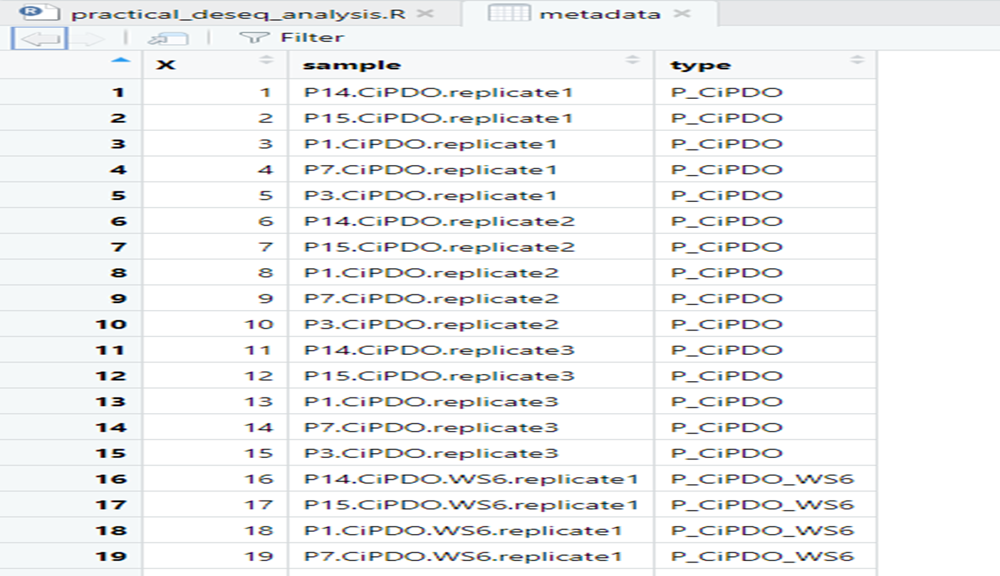 practical_deseq_analysis.R metadata
Filter
X sample type
1 1 P14.CiPDO.replicate1 P_CiPDO
2 2 P15.CiPDO.replicate1 P_CiPDO
3 3 P1.CiPDO.replicate1 P_CiPDO
4 4 P7.CiPDO.replicate1 P_CiPDO
5 5 P3.CiPDO.replicate1 P_CiPDO
6 6 P14.CiPDO.replicate2 P_CiPDO
7 7 P15.CiPDO.replicate2 P_CiPDO
8 8 P1.CiPDO.replicate2 P_CiPDO
9 9 P7.CiPDO.replicate2 P_CiPDO
10 10 P3.CiPDO.replicate2 P_CiPDO
11 11 P14.CiPDO.replicate3 P_CiPDO
12 12 P15.CiPDO.replicate3 P_CiPDO
13 13 P1.CiPDO.replicate3 P_CiPDO
14 14 P7.CiPDO.replicate3 P_CiPDO
15 15 P3.CiPDO.replicate3 P_CiPDO
16 16 P14.CiPDO.WS6.replicate1 P_CiPDO_WS6
17 17 P15.CiPDO.WS6.replicate1 P_CiPDO_WS6
18 18 P1.CiPDO.WS6.replicate1 P_CiPDO_WS6
19 19 P7.CiPDO.WS6.replicate1 P_CiPDO_WS6